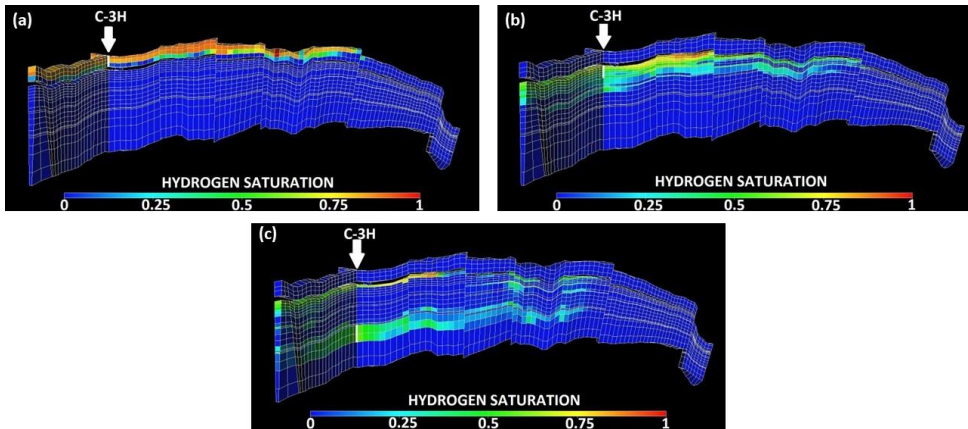 (a)
C-3H
HYDROGEN SATURATION
0 0.25 0.5 0.75 1
(b)
C-3H
HYDROGEN SATURATION
0 0.25 0.5 0.75 1
(c)
C-3H
HYDROGEN SATURATION
0 0.25 0.5 0.75 1